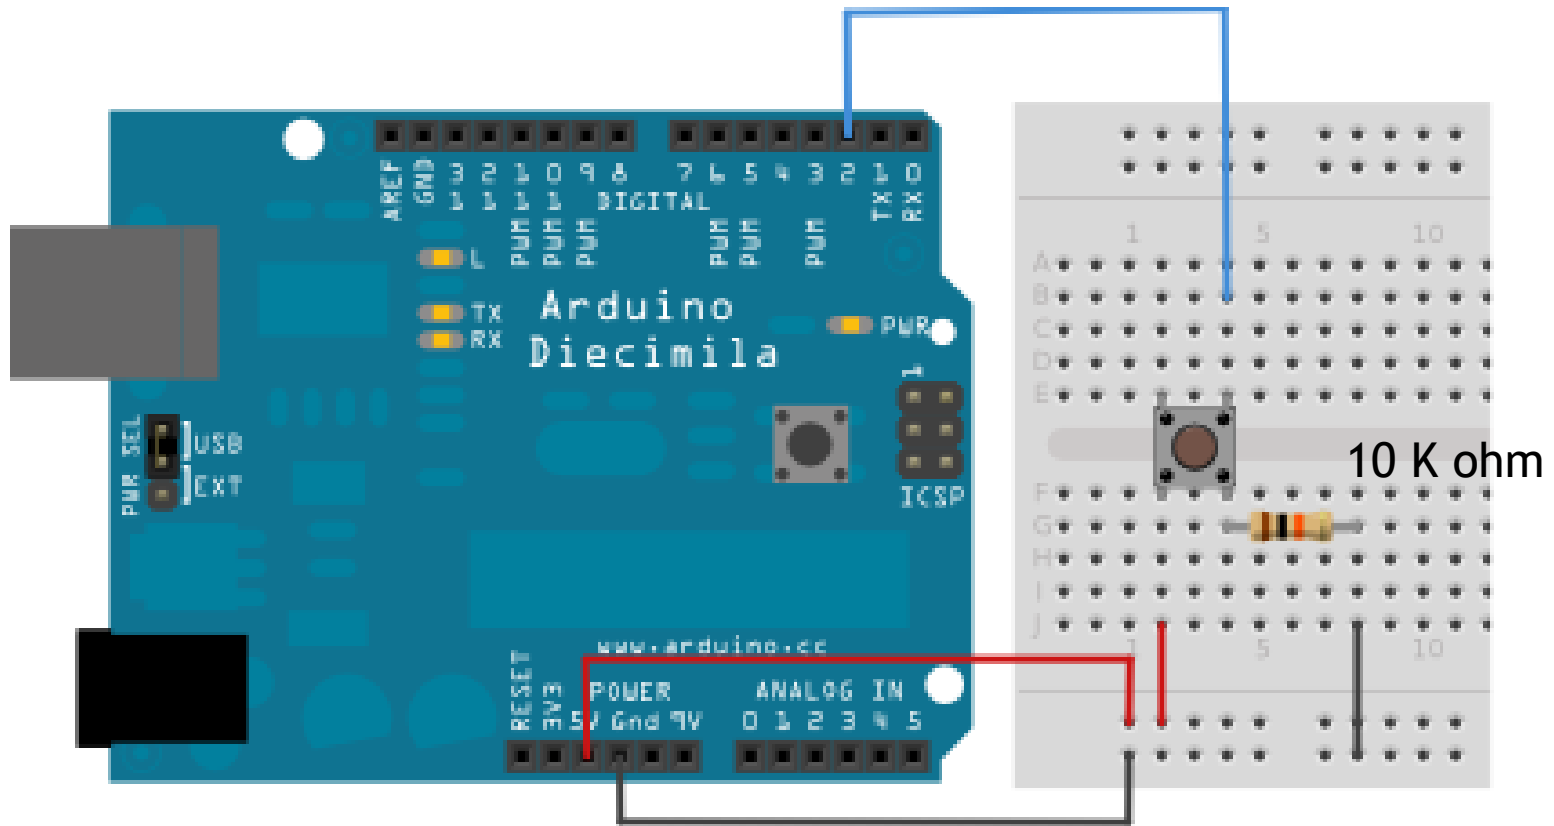 AREF GND 13 12 11 10 9 8 7 6 5 4 3 2 TX 1 RX 0
DIGITAL
PWM PWM PWM PWM PWM PWM
L
TX
RX
Arduino
Diecimila
PWR
1
ICSP
PWR SEL
USB
EXT
www.arduino.cc
RESET 3V3 5V Gnd 9V
POWER
ANALOG IN
0 1 2 3 4 5
1 5 10
A
B
C
D
E
10 K ohm
F
G
H
I
J
1 5 10